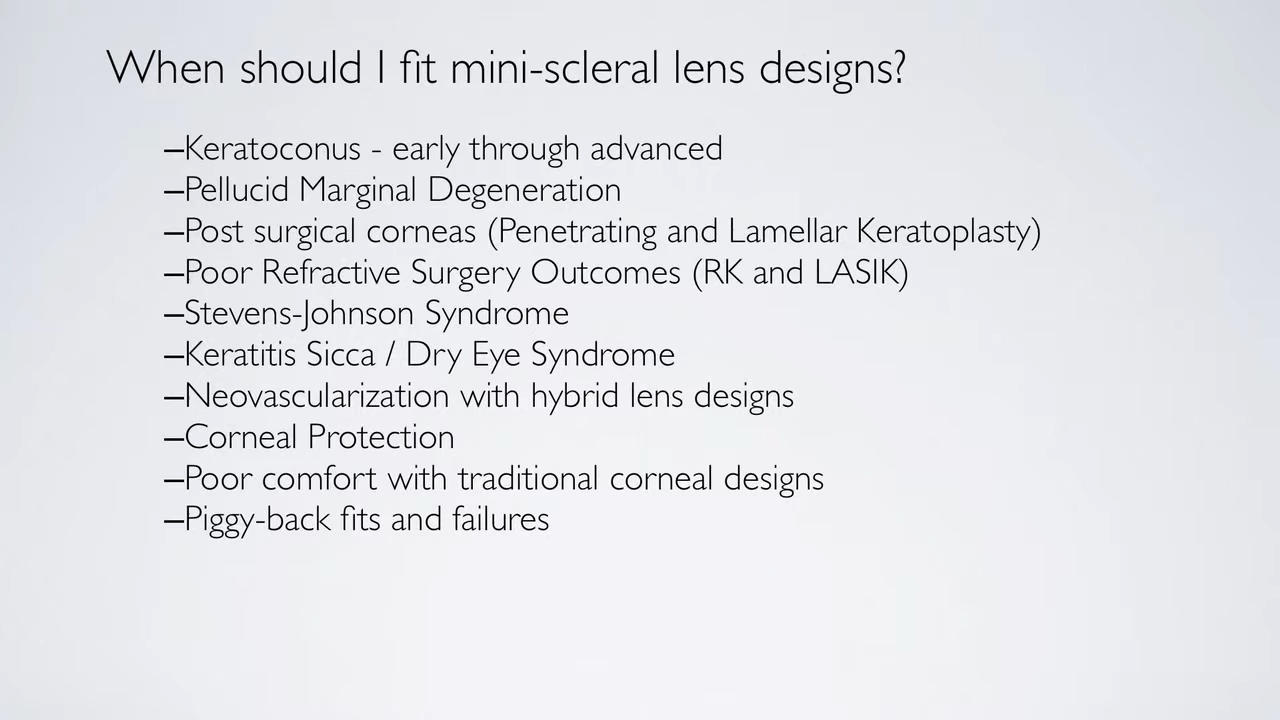 When should I fit mini-scleral lens designs?
–Keratoconus - early through advanced
–Pellucid Marginal Degeneration
–Post surgical corneas (Penetrating and Lamellar Keratoplasty)
–Poor Refractive Surgery Outcomes (RK and LASIK)
–Stevens-Johnson Syndrome
–Keratitis Sicca / Dry Eye Syndrome
–Neovascularization with hybrid lens designs
–Corneal Protection
–Poor comfort with traditional corneal designs
–Piggy-back fits and failures